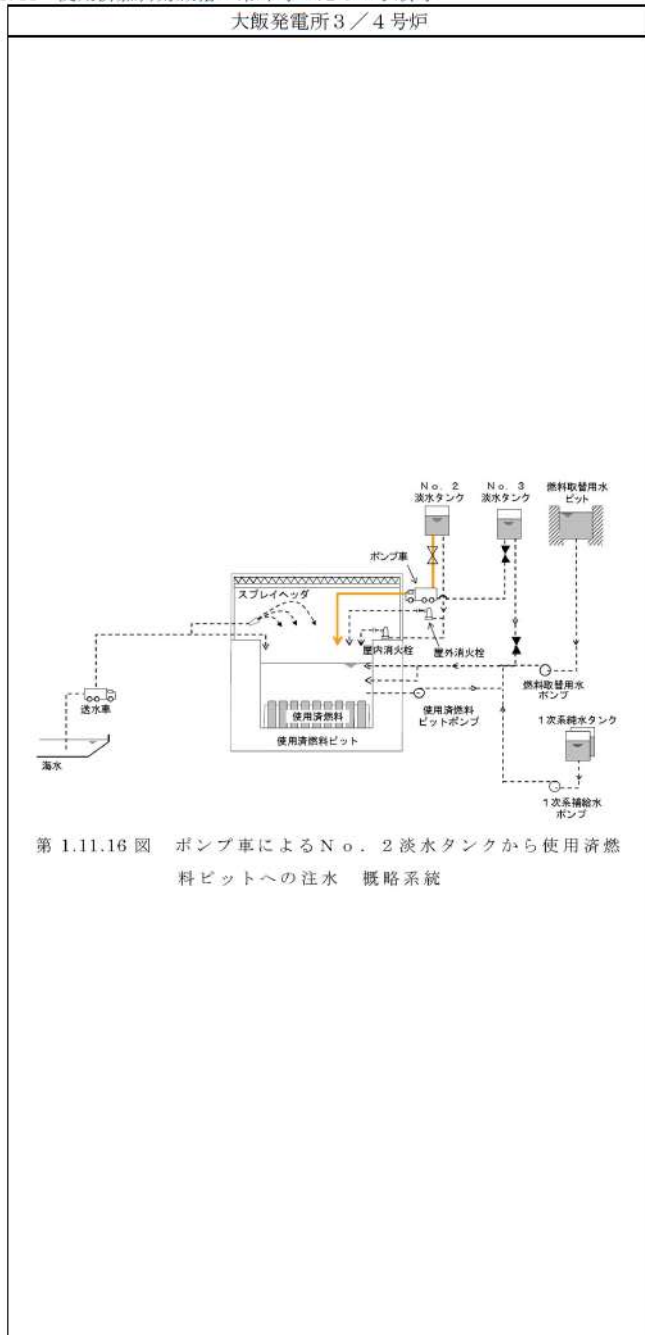 大飯発電所3／4号炉
No. 2
淡水タンク
No. 3
淡水タンク
燃料取替用水
ピット
ポンプ車
スプレイヘッダ
屋内消火栓
屋外消火栓
燃料取替用水
ポンプ
送水車
使用済燃料
使用済燃料
ピットポンプ
1次系純水タンク
使用済燃料ピット
海水
1次系補給水
ポンプ
第 1.11.16 図　ポンプ車によるNo. 2淡水タンクから使用済燃
料ピットへの注水　概略系統